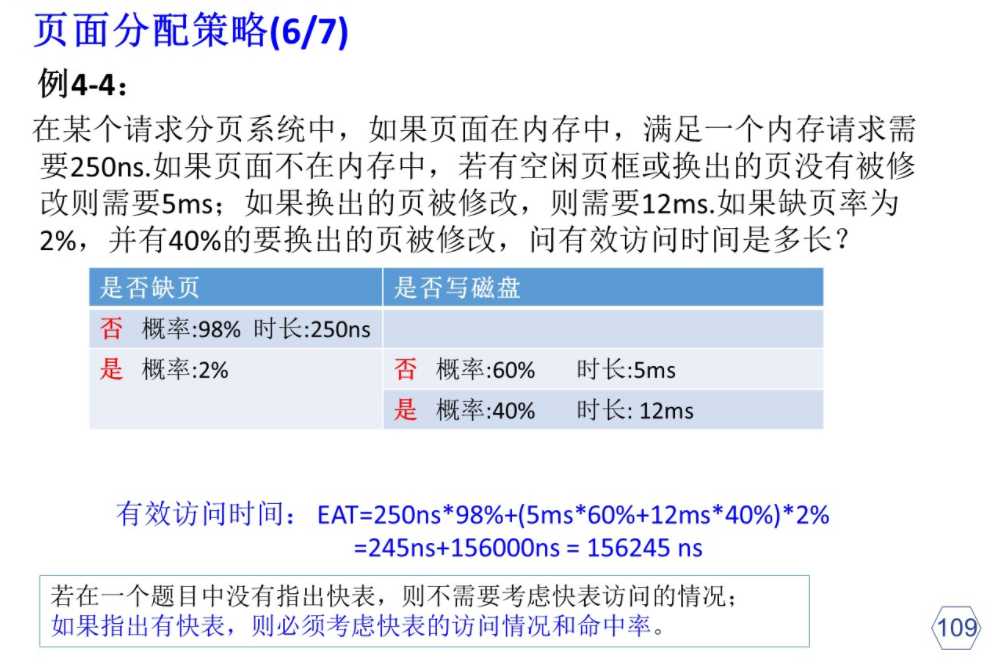 页面分配策略(6/7)
例4-4：
在某个请求分页系统中，如果页面在内存中，满足一个内存请求需
要250ns.如果页面不在内存中，若有空闲页框或换出的页没有被修
改则需要5ms；如果换出的页被修改，则需要12ms.如果缺页率为
2%，并有40%的要换出的页被修改，问有效访问时间是多长？
是否缺页 是否写磁盘
否 概率:98% 时长:250ns
是 概率:2% 否 概率:60% 时长:5ms
是 概率:40% 时长: 12ms
有效访问时间： EAT=250ns*98%+(5ms*60%+12ms*40%)*2%
=245ns+156000ns = 156245 ns
若在一个题目中没有指出快表，则不需要考虑快表访问的情况；
如果指出有快表，则必须考虑快表的访问情况和命中率。
109